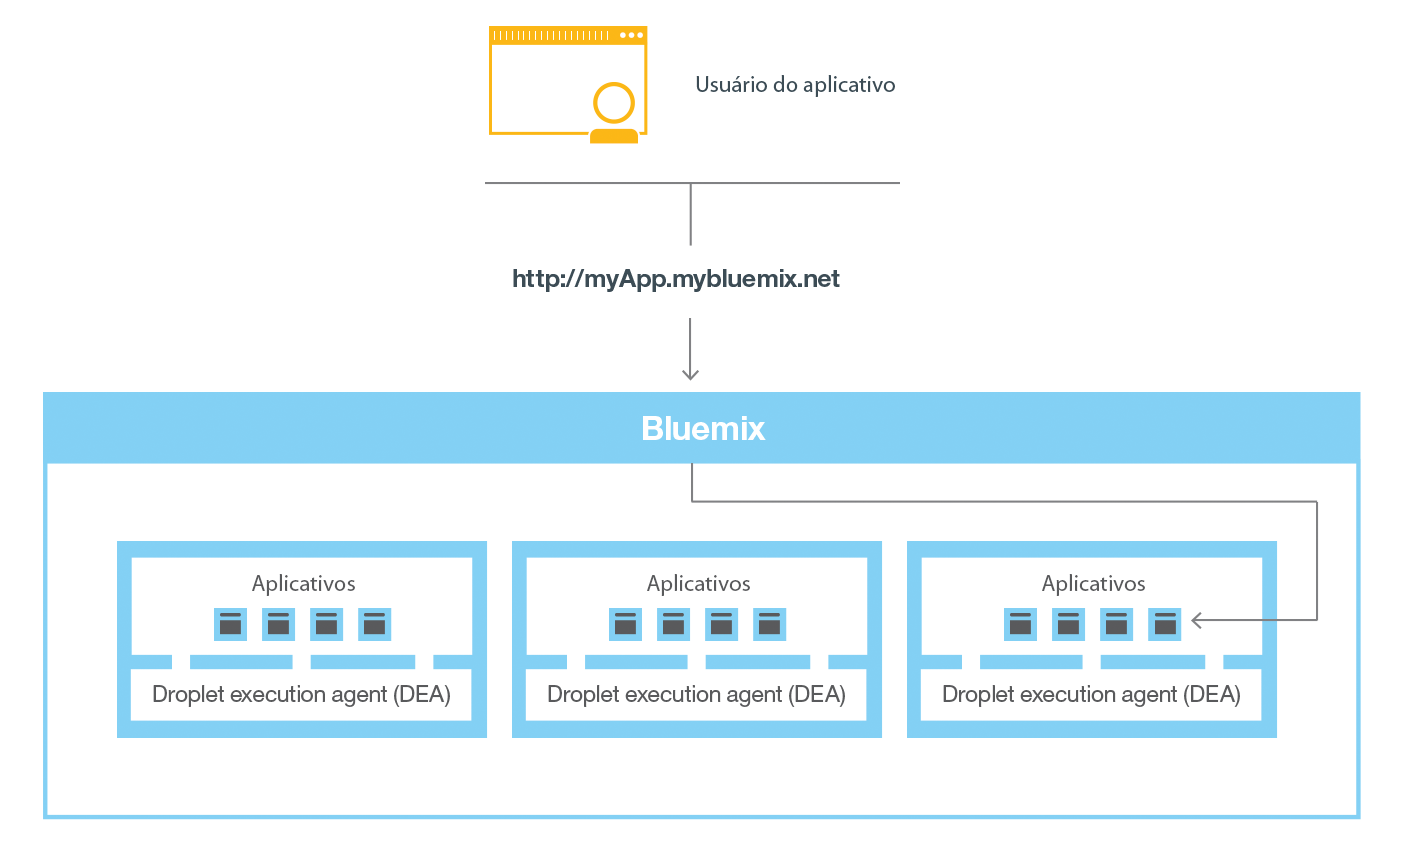 Usuário do aplicativo
http://myApp.mybluemix.net
Bluemix
Aplicativos
Aplicativos
Aplicativos
Droplet execution agent (DEA)
Droplet execution agent (DEA)
Droplet execution agent (DEA)